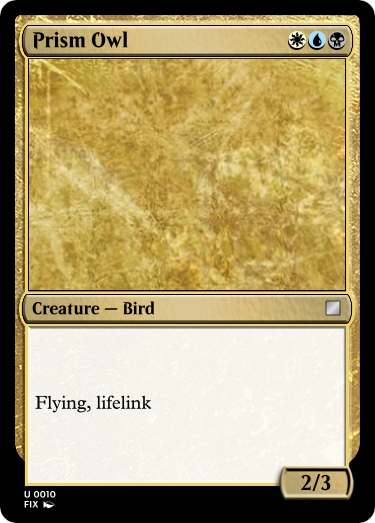 Prism Owl
Creature — Bird
Flying, lifelink
2/3
U 0010
FIX